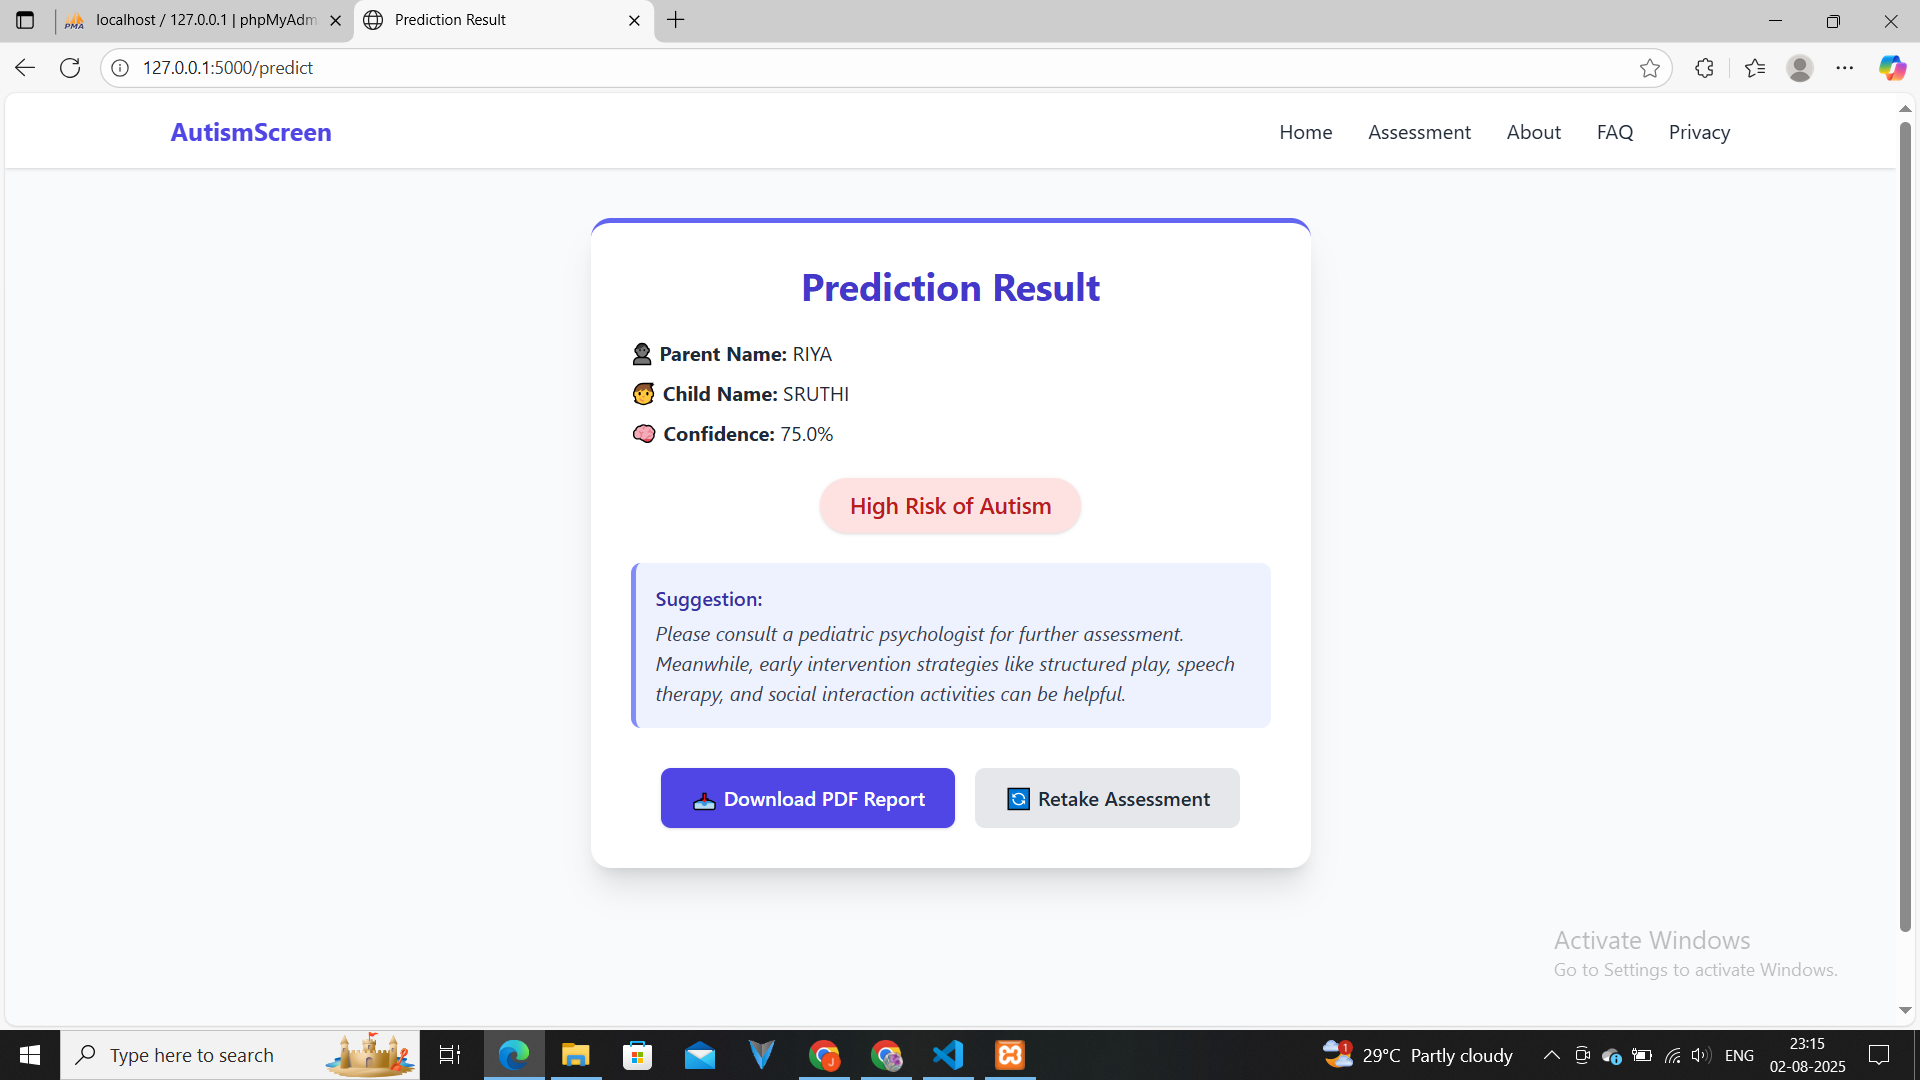 localhost / 127.0.0.1 | phpMyAdm
Prediction Result
127.0.0.1:5000/predict
AutismScreen
Home Assessment About FAQ Privacy
Prediction Result
Parent Name: RIYA
Child Name: SRUTHI
Confidence: 75.0%
High Risk of Autism
Suggestion:
Please consult a pediatric psychologist for further assessment.
Meanwhile, early intervention strategies like structured play, speech
therapy, and social interaction activities can be helpful.
Download PDF Report
Retake Assessment
Activate Windows
Go to Settings to activate Windows.
Type here to search
1
29°C Partly cloudy
ENG
23:15
02-08-2025